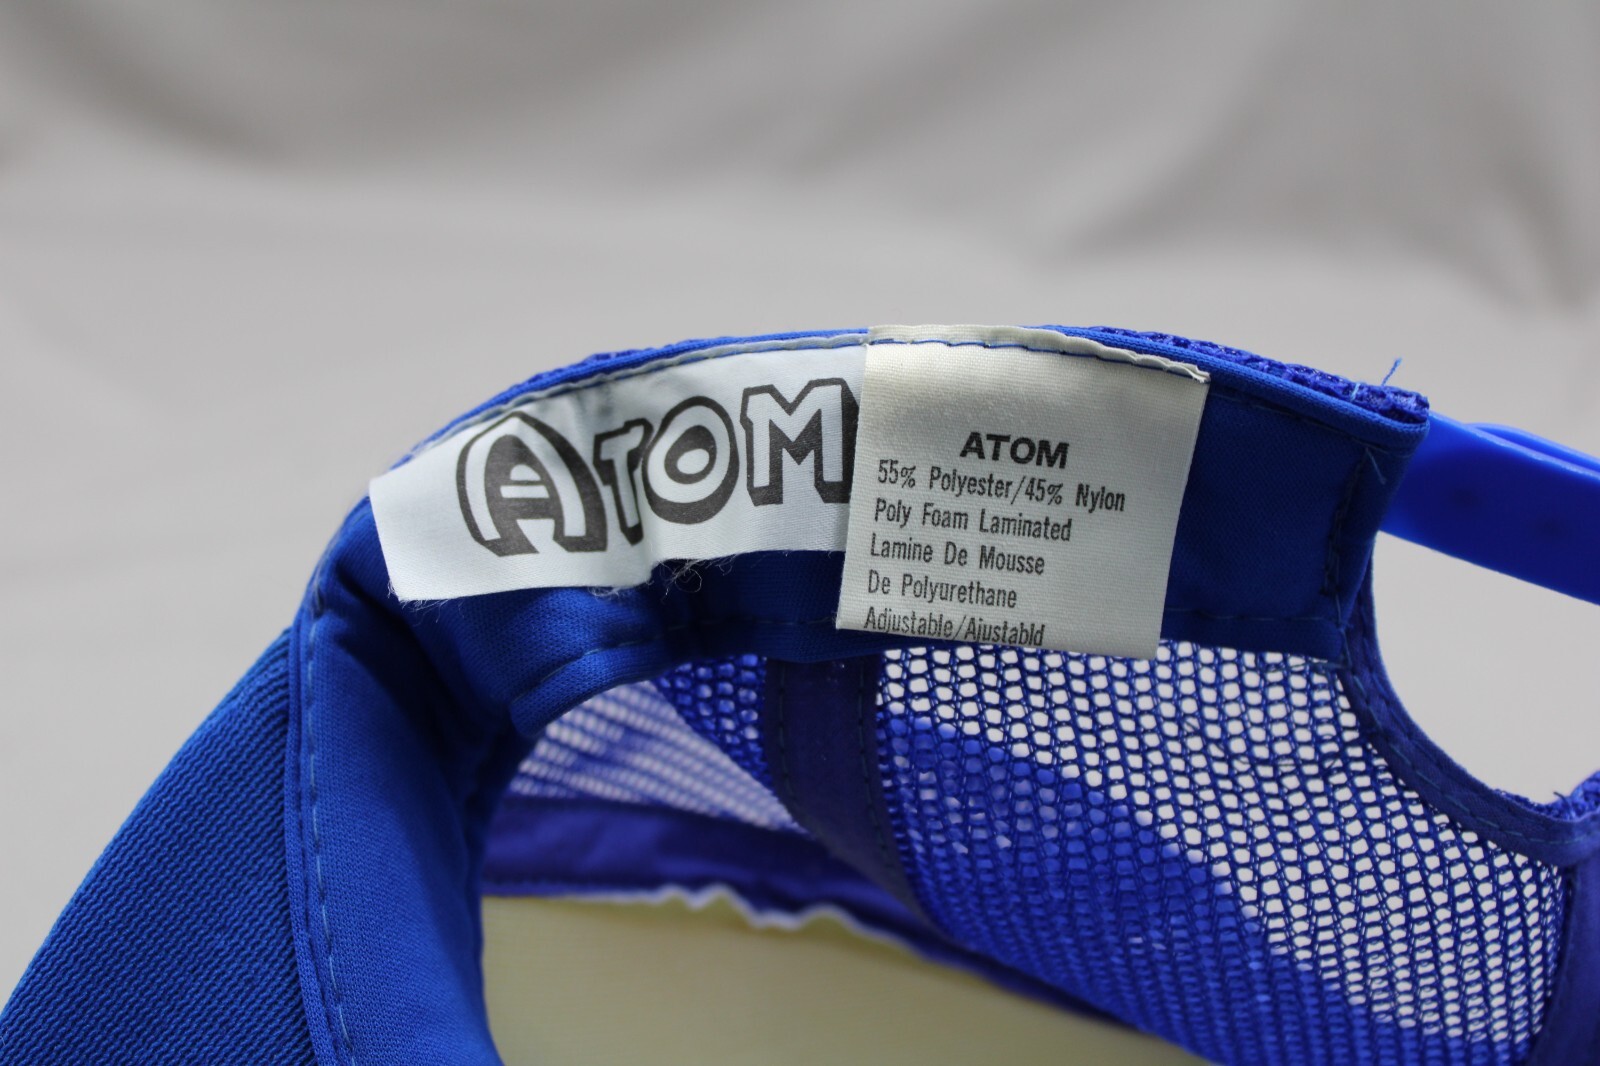 ATOM
ATOM
55% Polyester/45% Nylon
Poly Foam Laminated
Lamine De Mousse
De Polyurethane
Adjustable/Ajustabld